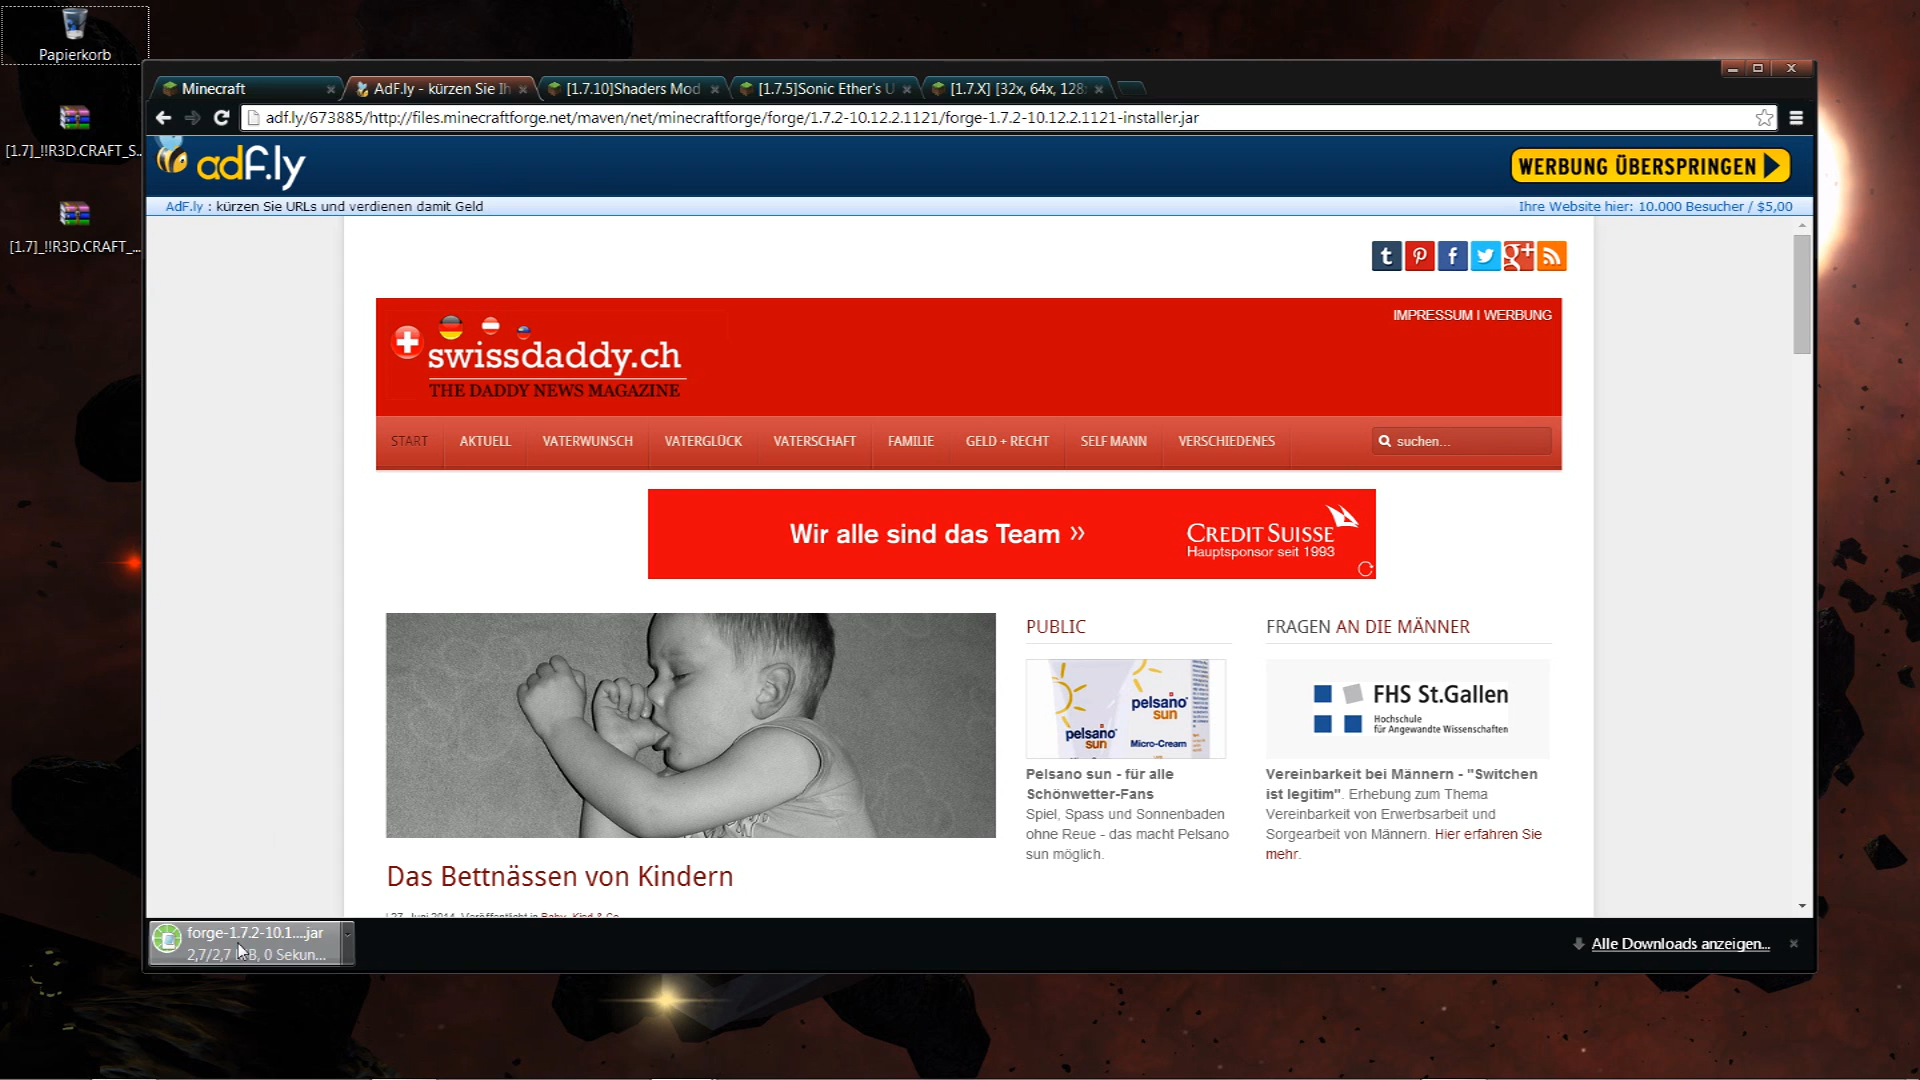 Papierkorb
[1.7]_!!R3D.CRAFT_S...
[1.7]_!!R3D.CRAFT_...
Minecraft
AdF.ly - kürzen Sie Ih
[1.7.10]Shaders Mod
[1.7.5]Sonic Ether's U
[1.7.X] [32x, 64x, 128
adf.ly/673885/http://files.minecraftforge.net/maven/net/minecraftforge/forge/1.7.2-10.12.2.1121/forge-1.7.2-10.12.2.1121-installer.jar
adf.ly
WERBUNG ÜBERSPRINGEN
AdF.ly : kürzen Sie URLs und verdienen damit Geld
Ihre Website hier: 10.000 Besucher / $5,00
t p f g+
IMPRESSUM I WERBUNG
swissdaddy.ch
THE DADDY NEWS MAGAZINE
START AKTUELL VATERWUNSCH VATERGLÜCK VATERSCHAFT FAMILIE GELD + RECHT SELF MANN VERSCHIEDENES
suchen...
Wir alle sind das Team »
CREDIT SUISSE
Hauptsponsor seit 1993
PUBLIC
pelsano
sun
pelsano
sun
Micro-Cream
Pelsano sun - für alle
Schönwetter-Fans
Spiel, Spass und Sonnenbaden
ohne Reue - das macht Pelsano
sun möglich.
FRAGEN AN DIE MÄNNER
FHS St.Gallen
Hochschule
für Angewandte Wissenschaften
Vereinbarkeit bei Männern - "Switchen
ist legitim". Erhebung zum Thema
Vereinbarkeit von Erwerbsarbeit und
Sorgearbeit von Männern. Hier erfahren Sie
mehr.
Das Bettnässen von Kindern
| 27. Juni 2014, Veröffentlicht in Baby, Kind & Co
forge-1.7.2-10.1....jar
2,7/2,7 B, 0 Sekun...
Alle Downloads anzeigen...